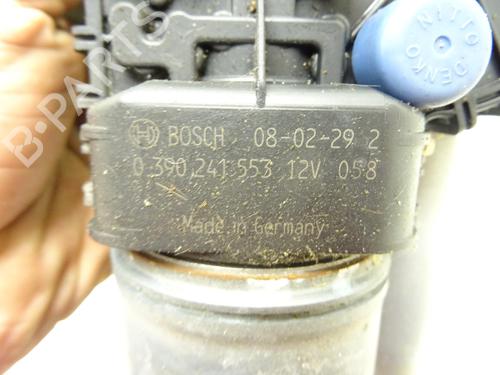 NITTO
DENKO
BOSCH 08-02-29 2
0 390 241 553 12V 058
Made in Germany
B-PARTS